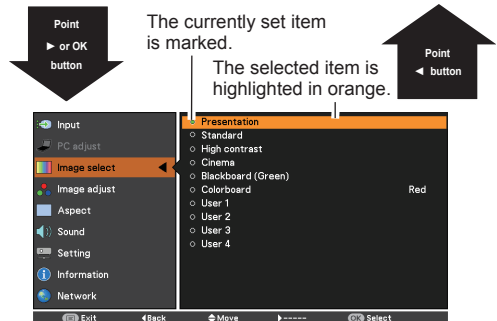 Point
► or OK
button
The currently set item
is marked.
The selected item is
highlighted in orange.
Point
◄ button
Input
PC adjust
Image select
Image adjust
Aspect
Sound
Setting
Information
Network
Presentation
Standard
High contrast
Cinema
Blackboard (Green)
Colorboard Red
User 1
User 2
User 3
User 4
Exit ◄Back Move ►----- OK Select